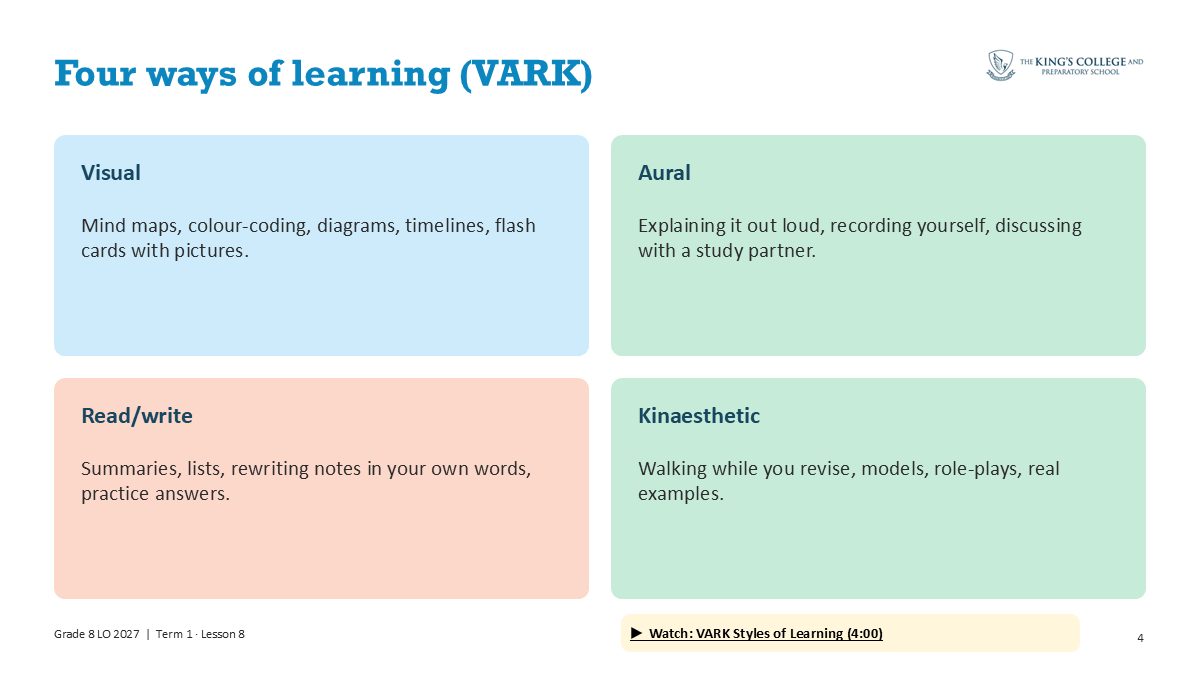 Four ways of learning (VARK)
THE KING'S COLLEGE AND
PREPARATORY SCHOOL
Visual
Mind maps, colour-coding, diagrams, timelines, flash
cards with pictures.
Aural
Explaining it out loud, recording yourself, discussing
with a study partner.
Read/write
Summaries, lists, rewriting notes in your own words,
practice answers.
Kinaesthetic
Walking while you revise, models, role-plays, real
examples.
Grade 8 LO 2027 | Term 1 · Lesson 8
▶ Watch: VARK Styles of Learning (4:00)
4